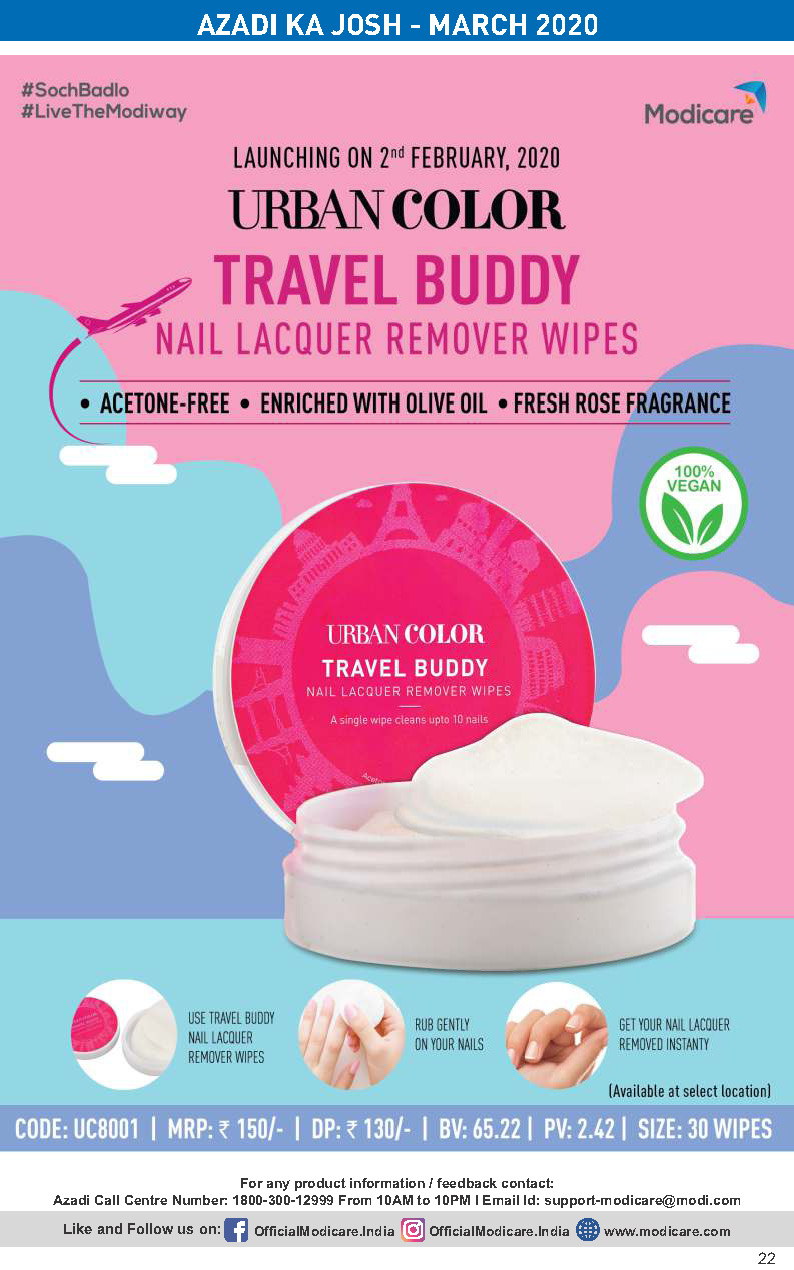 AZADI KA JOSH - MARCH 2020
#SochBadlo
#LiveTheModiway
Modicare
LAUNCHING ON 2nd FEBRUARY, 2020
URBAN COLOR
TRAVEL BUDDY
NAIL LACQUER REMOVER WIPES
• ACETONE-FREE • ENRICHED WITH OLIVE OIL • FRESH ROSE FRAGRANCE
100%
VEGAN
URBAN COLOR
TRAVEL BUDDY
NAIL LACQUER REMOVER WIPES
A single wipe cleans upto 10 nails
USE TRAVEL BUDDY
NAIL LACQUER
REMOVER WIPES
RUB GENTLY
ON YOUR NAILS
GET YOUR NAIL LACQUER
REMOVED INSTANTY
(Available at select location)
CODE: UC8001 | MRP: ₹ 150/- | DP: ₹ 130/- | BV: 65.22 | PV: 2.42 | SIZE: 30 WIPES
For any product information / feedback contact:
Azadi Call Centre Number: 1800-300-12999 From 10AM to 10PM I Email Id: support-modicare@modi.com
Like and Follow us on: OfficialModicare.India OfficialModicare.India www.modicare.com
22